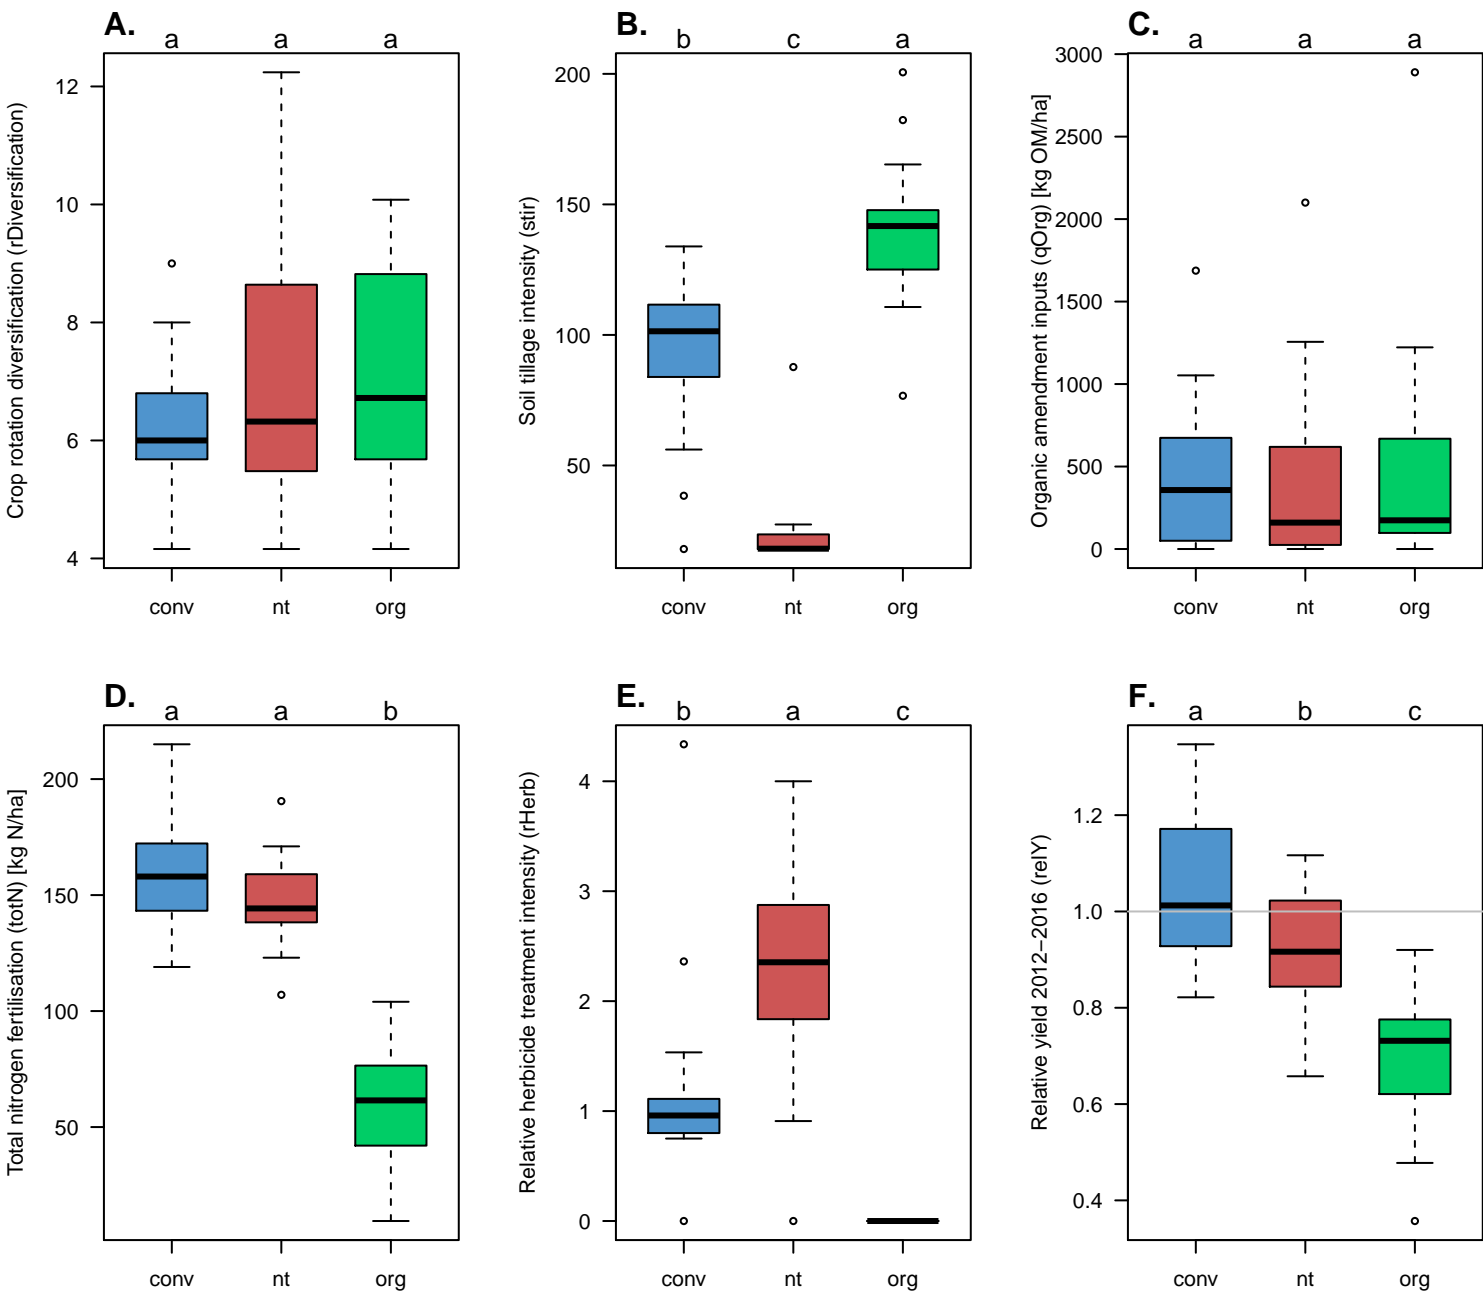 A.
a a a
Crop rotation diversification (rDiversification)
12
10
8
6
4
conv nt org
B.
b c a
Soil tillage intensity (stir)
200
150
100
50
conv nt org
C.
a a a
Organic amendment inputs (qOrg) [kg OM/ha]
3000
2500
2000
1500
1000
500
0
conv nt org
D.
a a b
Total nitrogen fertilisation (totN) [kg N/ha]
200
150
100
50
conv nt org
E.
b a c
Relative herbicide treatment intensity (rHerb)
4
3
2
1
0
conv nt org
F.
a b c
Relative yield 2012−2016 (relY)
1.2
1.0
0.8
0.6
0.4
conv nt org